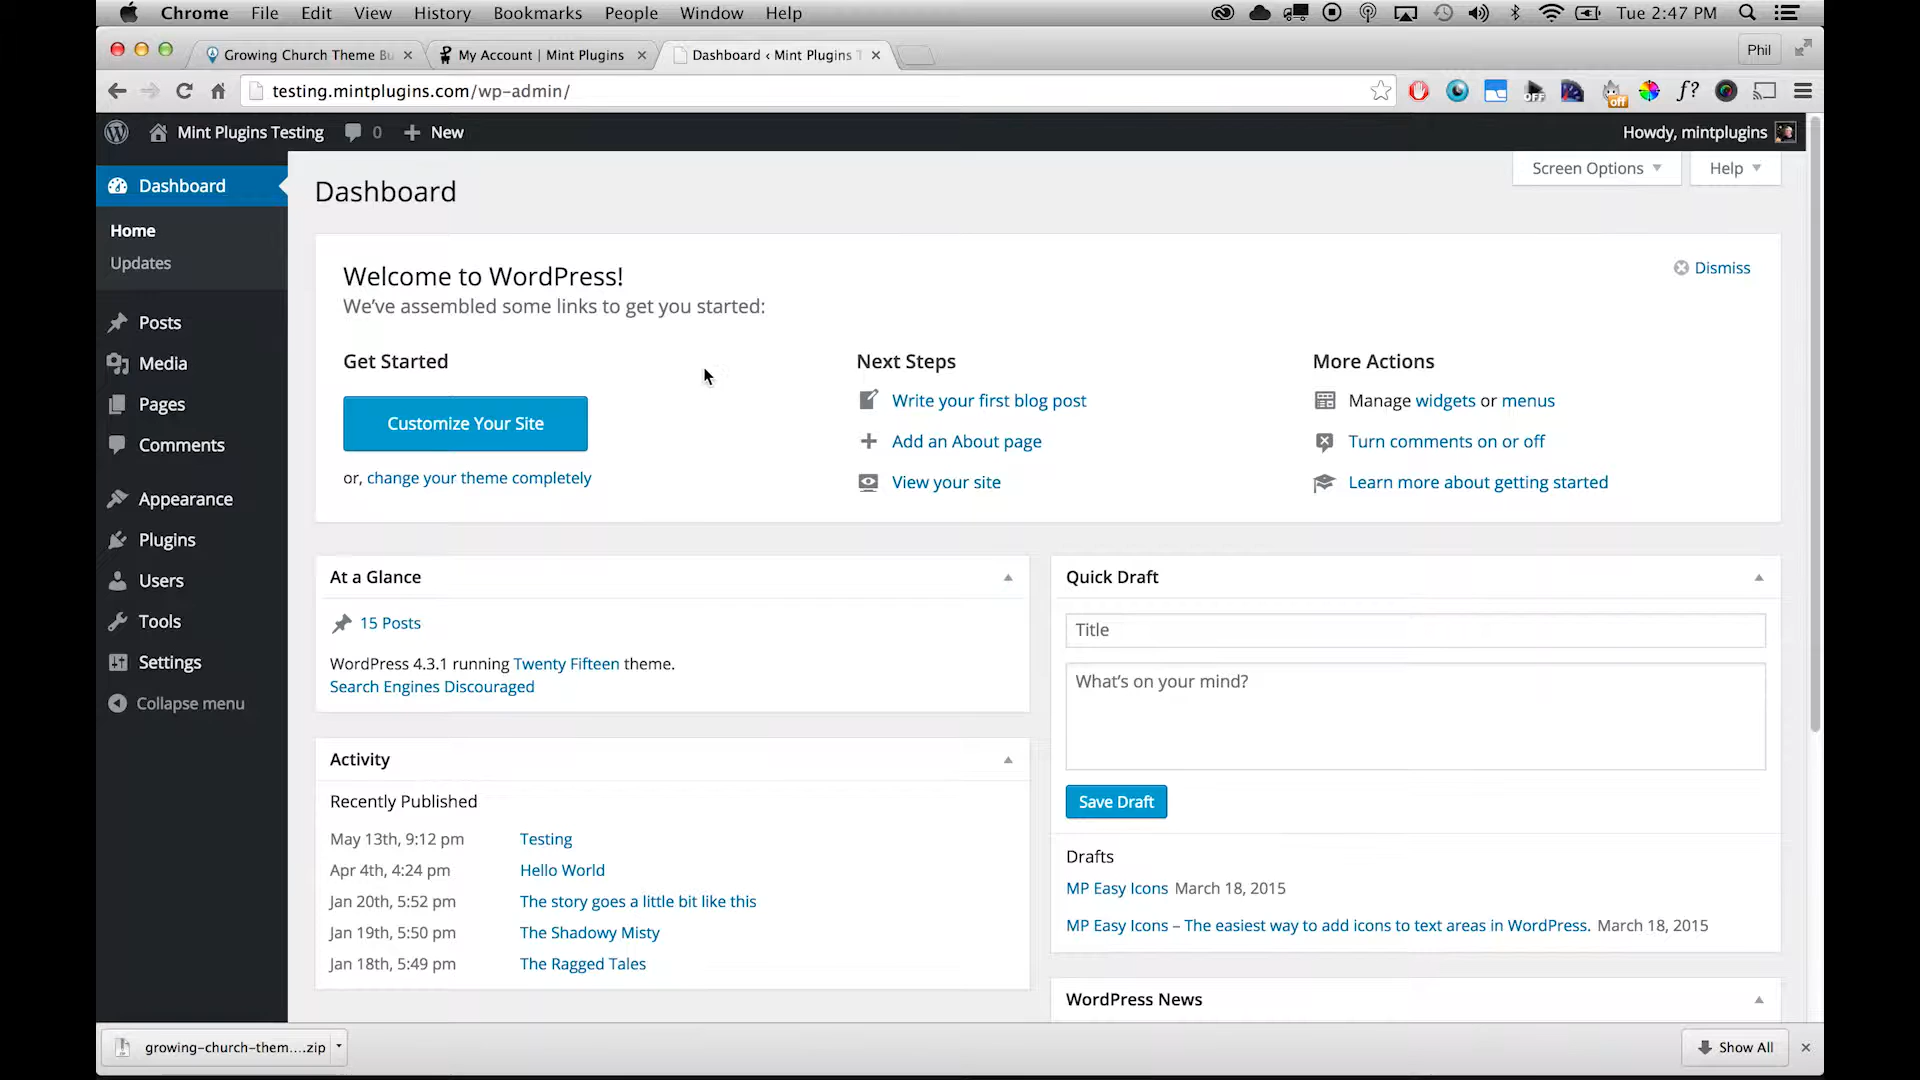 Chrome File Edit View History Bookmarks People Window Help Tue 2:47 PM
Growing Church Theme Bu My Account | Mint Plugins Dashboard ‹ Mint Plugins T Phil
testing.mintplugins.com/wp-admin/ OFF off f?
Mint Plugins Testing 0 New Howdy, mintplugins
Screen Options Help
Dashboard
Home
Updates
Posts
Media
Pages
Comments
Appearance
Plugins
Users
Tools
Settings
Collapse menu
Dashboard
Welcome to WordPress!
Dismiss
We've assembled some links to get you started:
Get Started
Customize Your Site
or, change your theme completely
Next Steps
Write your first blog post
Add an About page
View your site
More Actions
Manage widgets or menus
Turn comments on or off
Learn more about getting started
At a Glance
15 Posts
WordPress 4.3.1 running Twenty Fifteen theme.
Search Engines Discouraged
Activity
Recently Published
May 13th, 9:12 pm Testing
Apr 4th, 4:24 pm Hello World
Jan 20th, 5:52 pm The story goes a little bit like this
Jan 19th, 5:50 pm The Shadowy Misty
Jan 18th, 5:49 pm The Ragged Tales
Quick Draft
Title
What's on your mind?
Save Draft
Drafts
MP Easy Icons March 18, 2015
MP Easy Icons – The easiest way to add icons to text areas in WordPress. March 18, 2015
WordPress News
growing-church-them....zip Show All